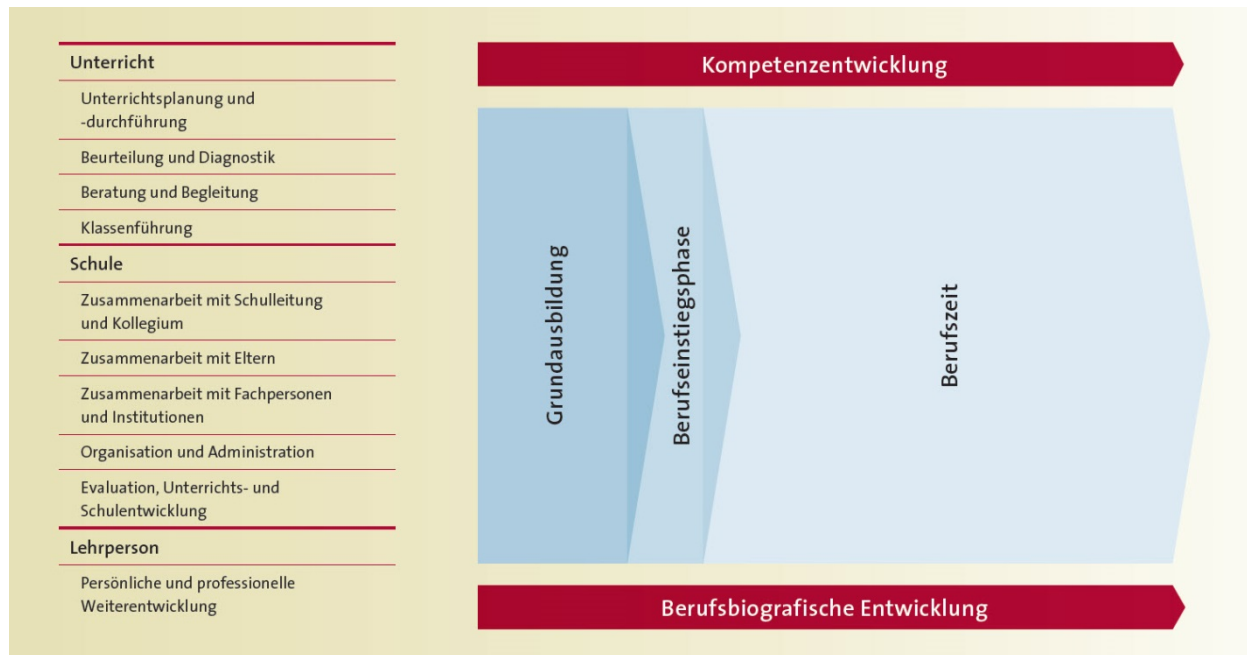 Unterricht
Unterrichtsplanung und
-durchführung
Beurteilung und Diagnostik
Beratung und Begleitung
Klassenführung
Schule
Zusammenarbeit mit Schulleitung
und Kollegium
Zusammenarbeit mit Eltern
Zusammenarbeit mit Fachpersonen
und Institutionen
Organisation und Administration
Evaluation, Unterrichts- und
Schulentwicklung
Lehrperson
Persönliche und professionelle
Weiterentwicklung
Kompetenzentwicklung
Grundausbildung
Berufseinstiegsphase
Berufszeit
Berufsbiografische Entwicklung